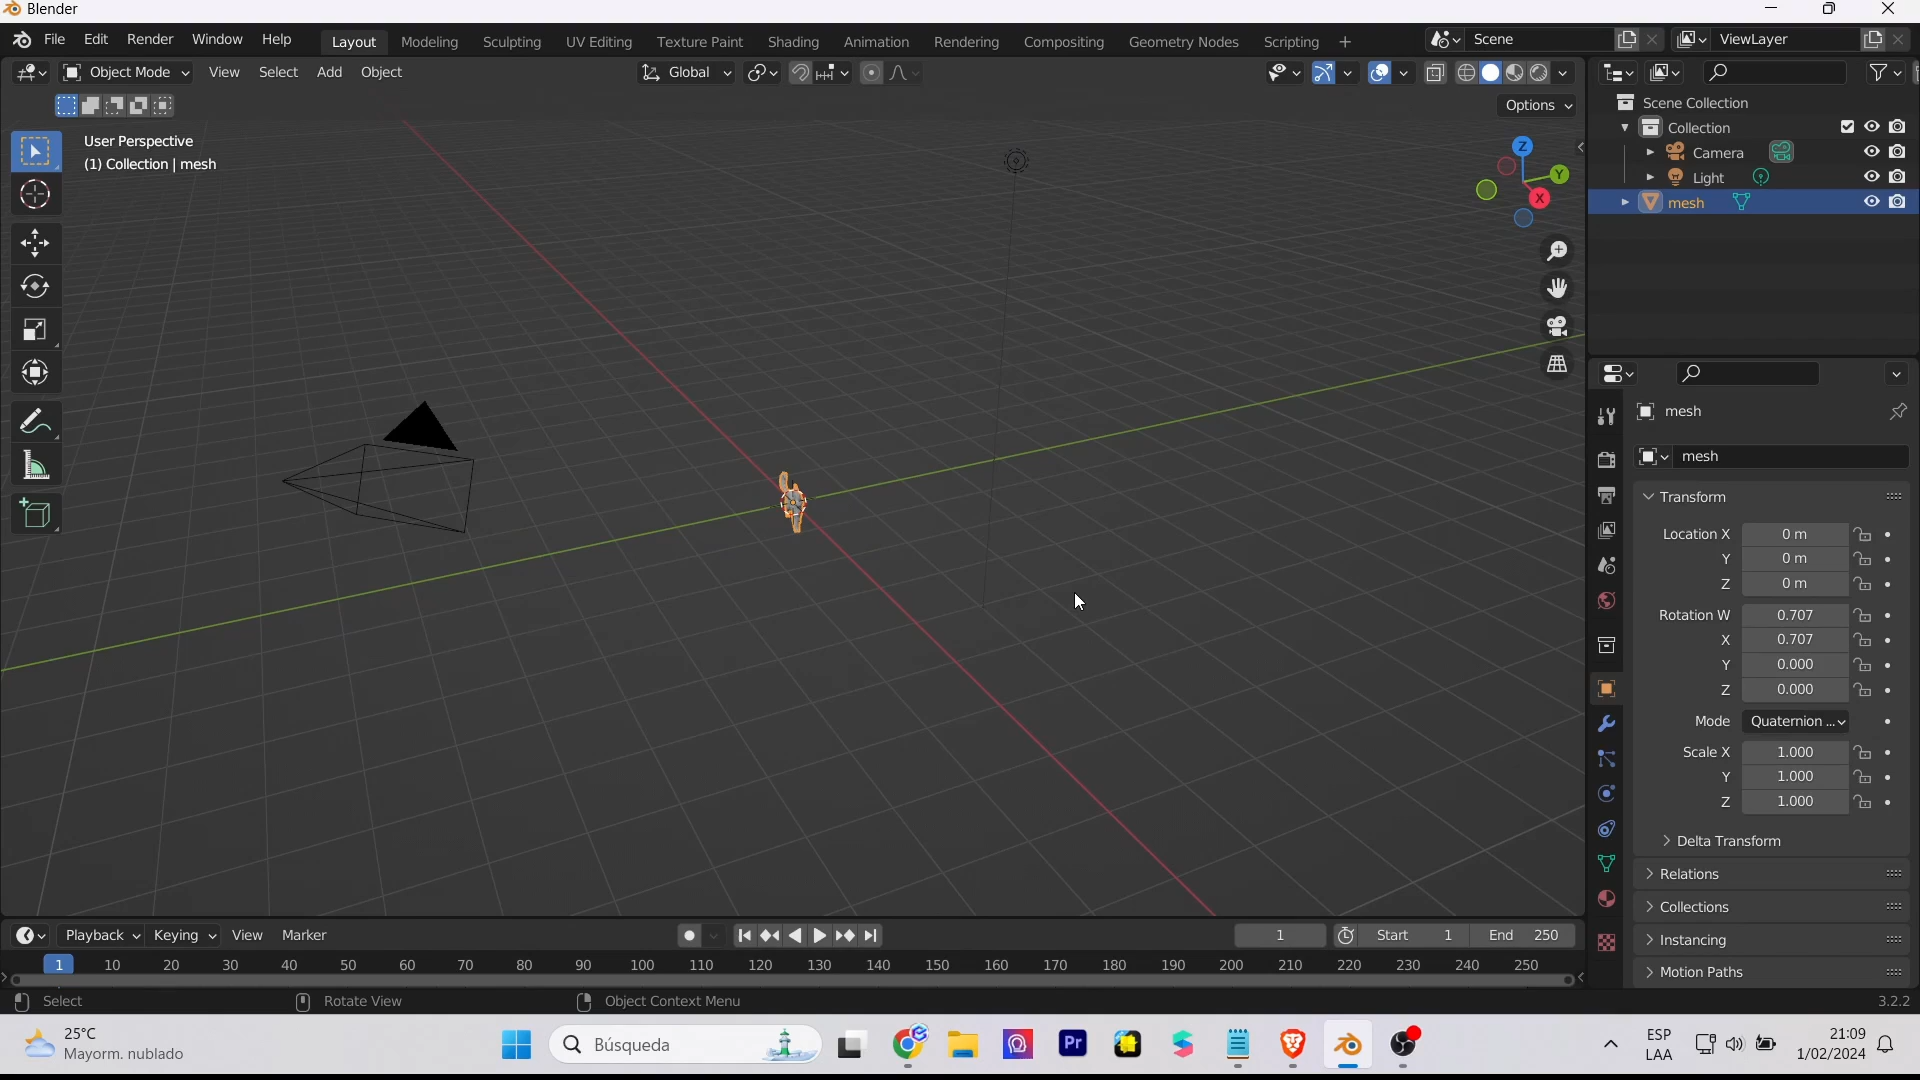 Blender
File Edit Render Window Help Layout Modeling Sculpting UV Editing Texture Paint Shading Animation Rendering Compositing Geometry Nodes Scripting + Scene ViewLayer
Object Mode View Select Add Object Global
Options
User Perspective
(1) Collection | mesh
Z
Y
X
Scene Collection
Collection
Camera
Light
mesh
mesh
mesh
Transform
Location X 0 m
Y 0 m
Z 0 m
Rotation W 0.707
X 0.707
Y 0.000
Z 0.000
Mode Quaternion ...
Scale X 1.000
Y 1.000
Z 1.000
Delta Transform
Relations
Collections
Instancing
Motion Paths
Playback Keying View Marker 1 Start 1 End 250
1 10 20 30 40 50 60 70 80 90 100 110 120 130 140 150 160 170 180 190 200 210 220 230 240 250
Select Rotate View Object Context Menu 3.2.2
25°C
Mayorm. nublado
Búsqueda
Pr
ESP
LAA
21:09
1/02/2024